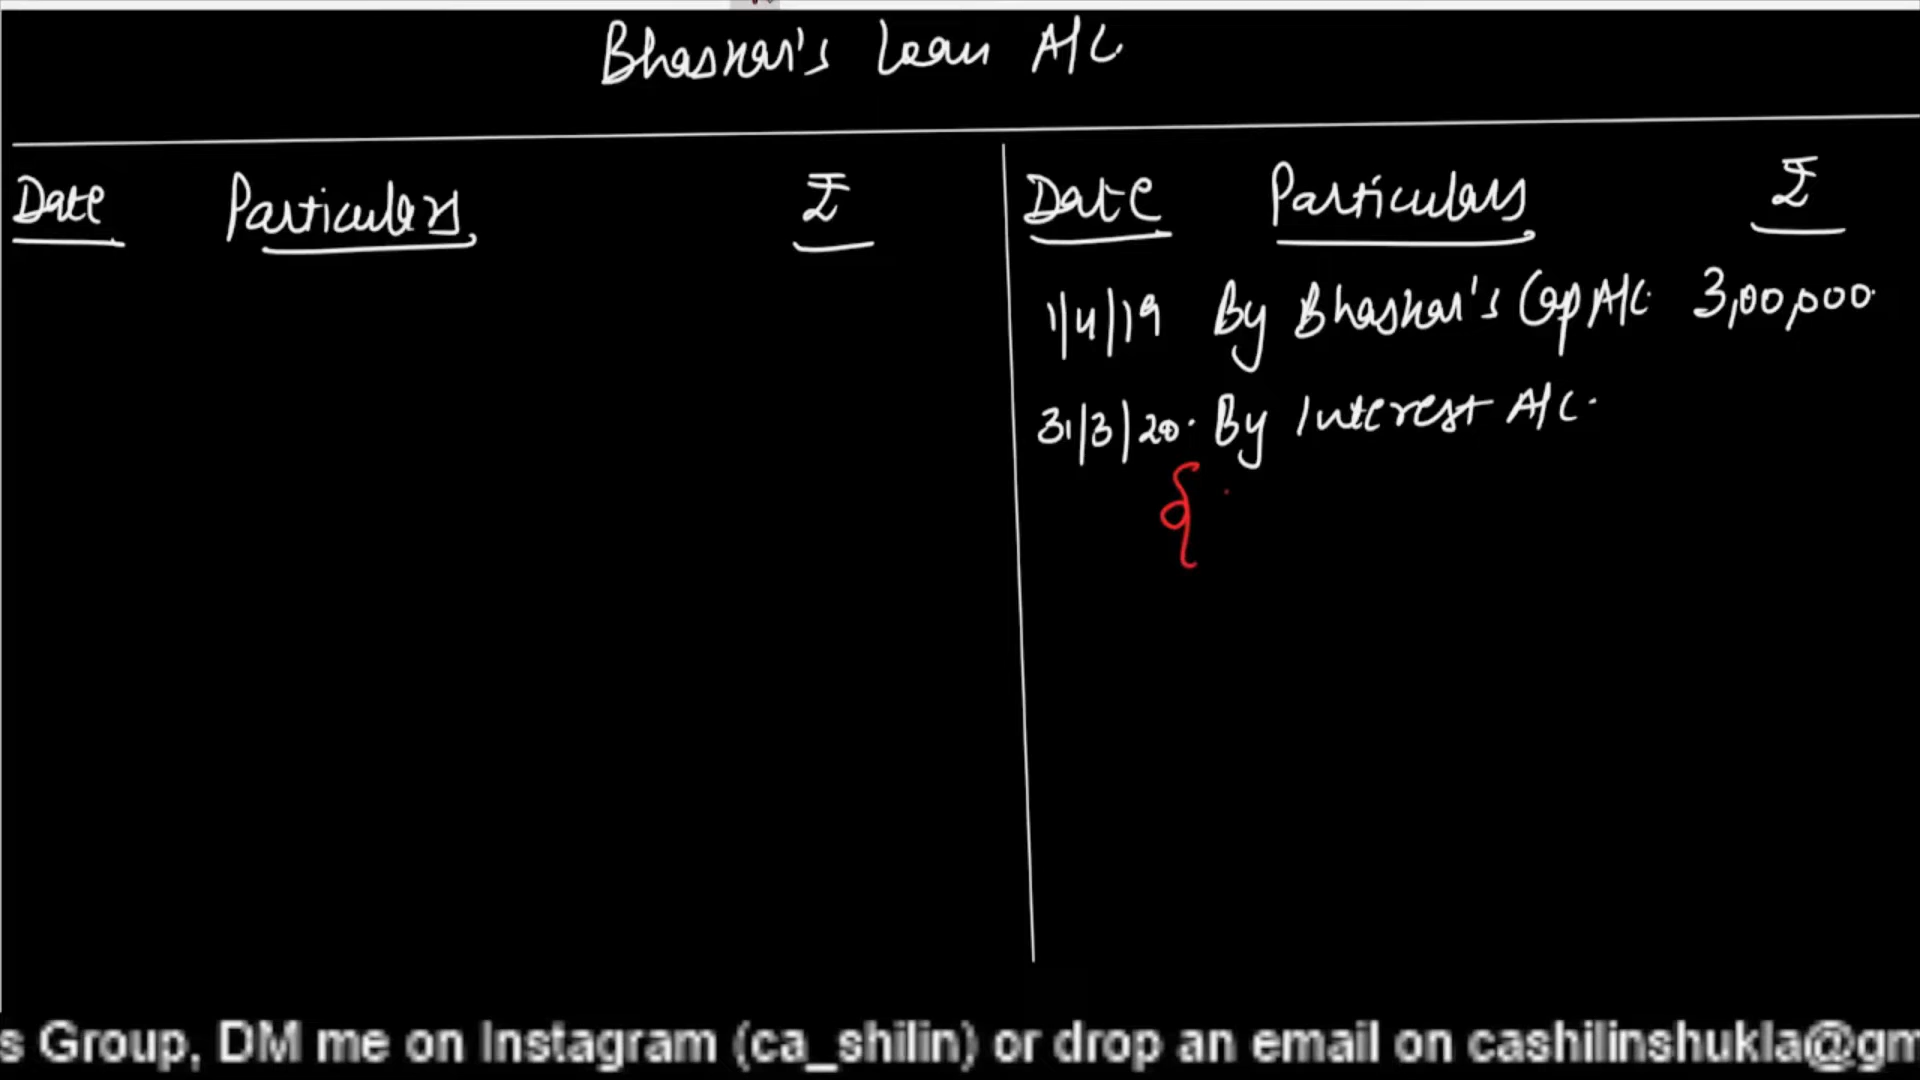 Bhaskar's Loan A/C
Date Particulars ₹ Date Particulars ₹
1/4/19 By Bhaskar's Cap A/C. 3,00,000.
31/3/20. By Interest A/C.
{
s Group, DM me on Instagram (ca_shilin) or drop an email on cashilinshukla@gm